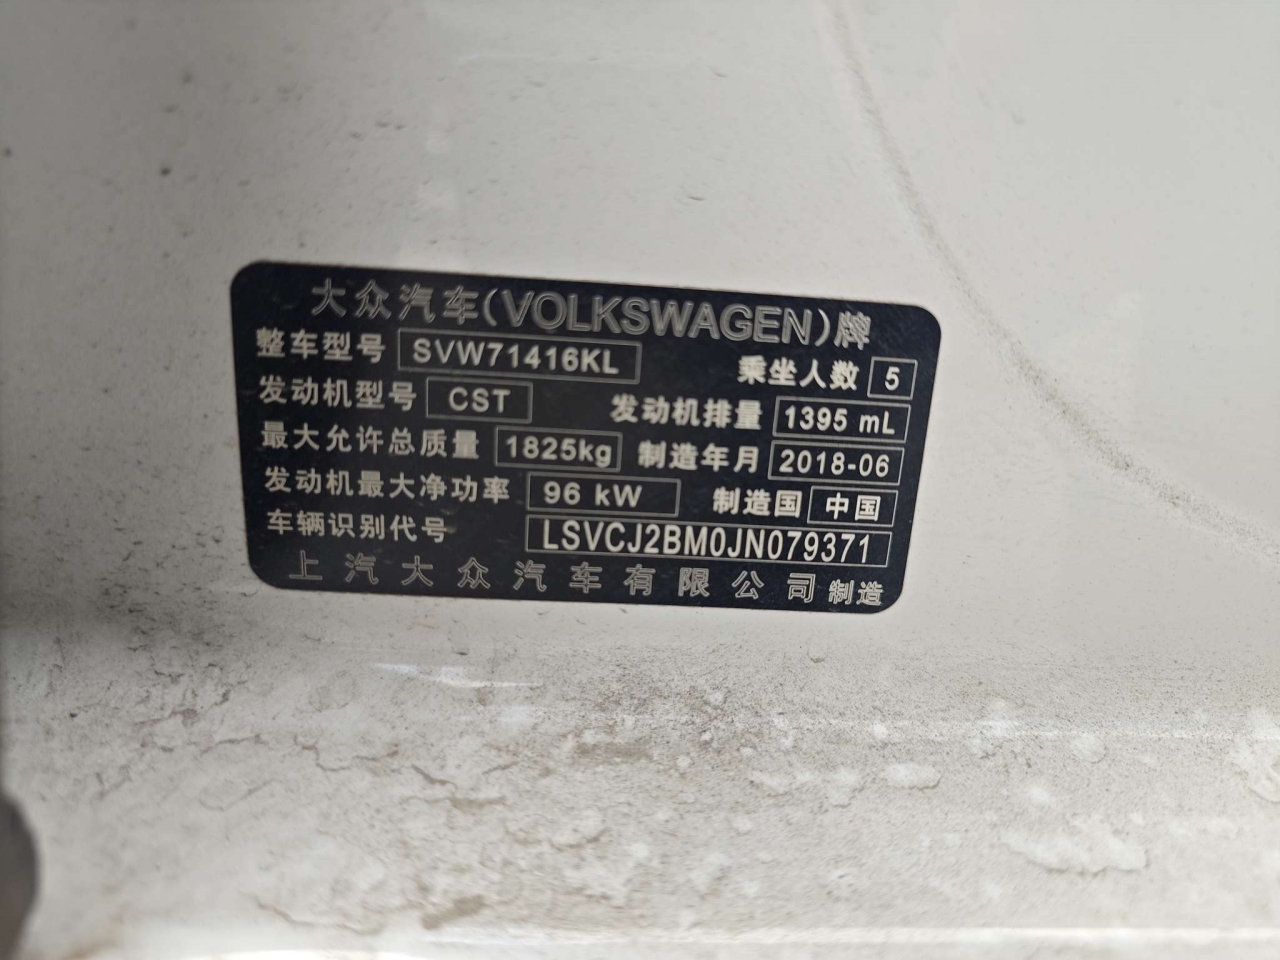 大众汽车(VOLKSWAGEN)牌
整车型号 SVW71416KL 乘坐人数 5
发动机型号 CST 发动机排量 1395 mL
最大允许总质量 1825kg 制造年月 2018-06
发动机最大净功率 96 kW 制造国 中国
车辆识别代号 LSVCJ2BM0JN079371
上汽大众汽车有限公司制造